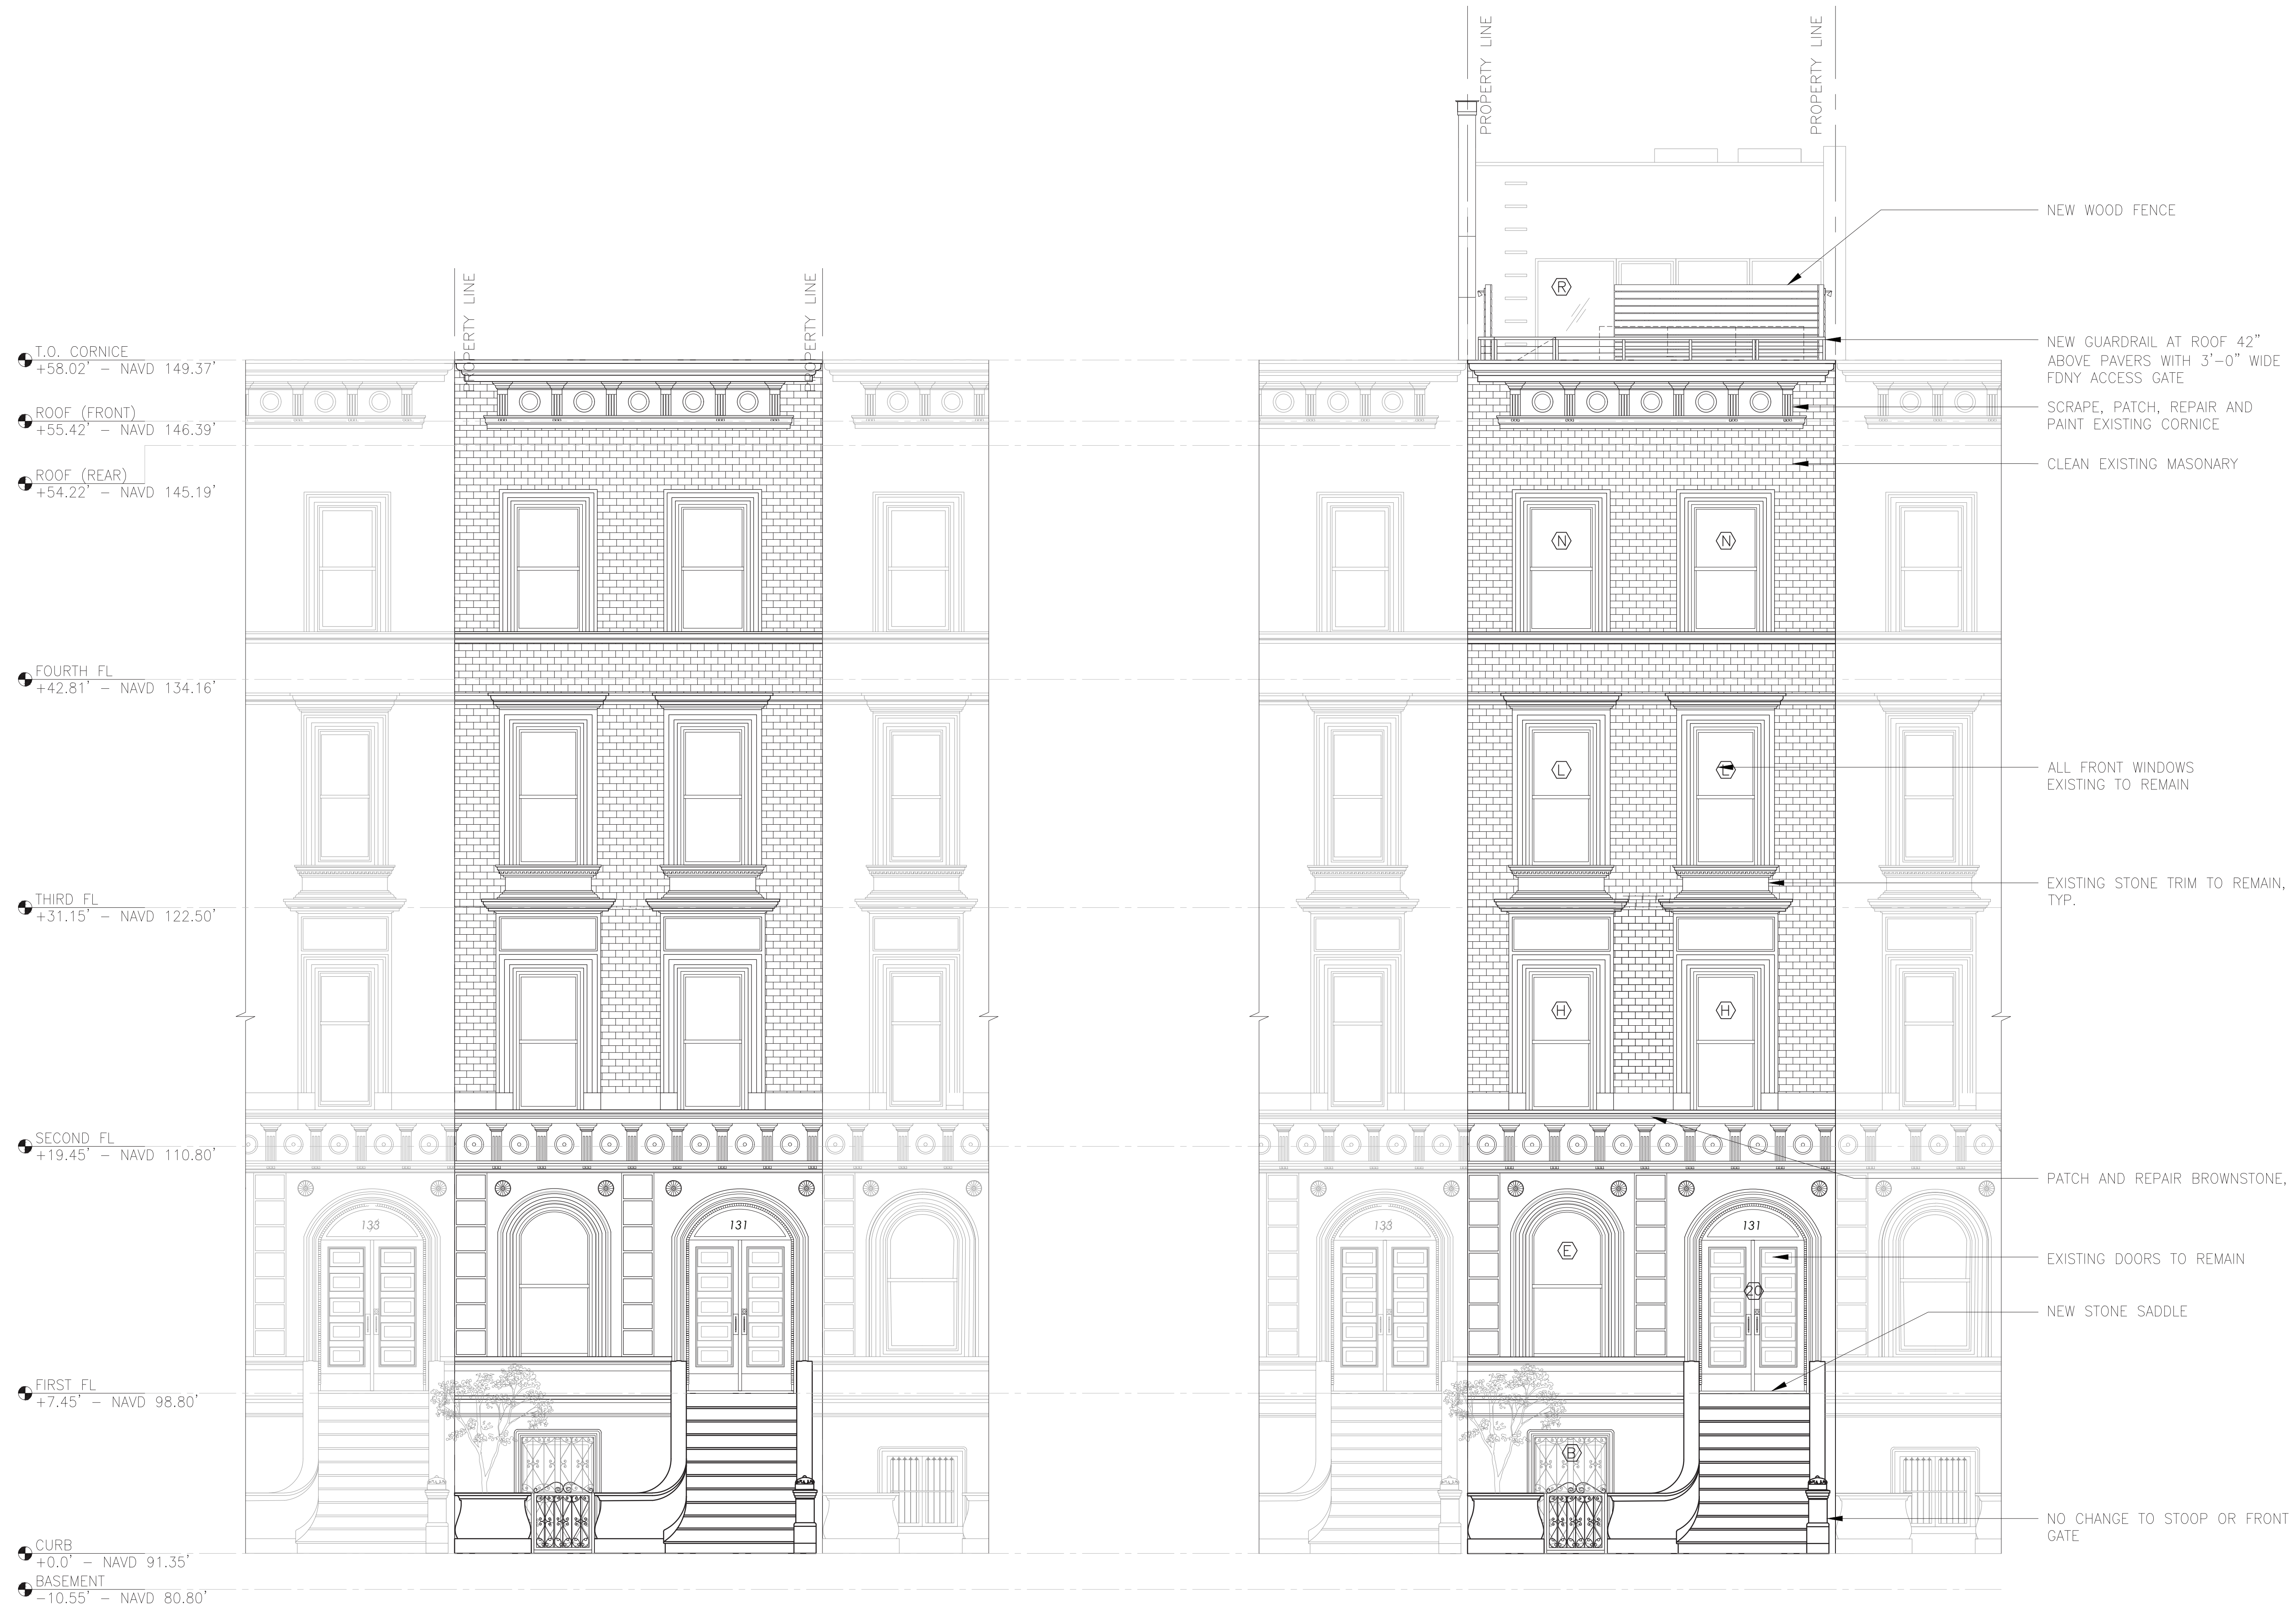 PROPERTY LINE
PROPERTY LINE
PROPERTY LINE
PROPERTY LINE
T.O. CORNICE
+58.02' - NAVD 149.37'
ROOF (FRONT)
+55.42' - NAVD 146.39'
ROOF (REAR)
+54.22' - NAVD 145.19'
FOURTH FL
+42.81' - NAVD 134.16'
THIRD FL
+31.15' - NAVD 122.50'
SECOND FL
+19.45' - NAVD 110.80'
FIRST FL
+7.45' - NAVD 98.80'
CURB
+0.0' - NAVD 91.35'
BASEMENT
-10.55' - NAVD 80.80'
133
131
133
131
R
N
N
L
L
H
H
E
20
B
NEW WOOD FENCE
NEW GUARDRAIL AT ROOF 42"
ABOVE PAVERS WITH 3'-0" WIDE
FDNY ACCESS GATE
SCRAPE, PATCH, REPAIR AND
PAINT EXISTING CORNICE
CLEAN EXISTING MASONARY
ALL FRONT WINDOWS
EXISTING TO REMAIN
EXISTING STONE TRIM TO REMAIN,
TYP.
PATCH AND REPAIR BROWNSTONE,
EXISTING DOORS TO REMAIN
NEW STONE SADDLE
NO CHANGE TO STOOP OR FRONT
GATE